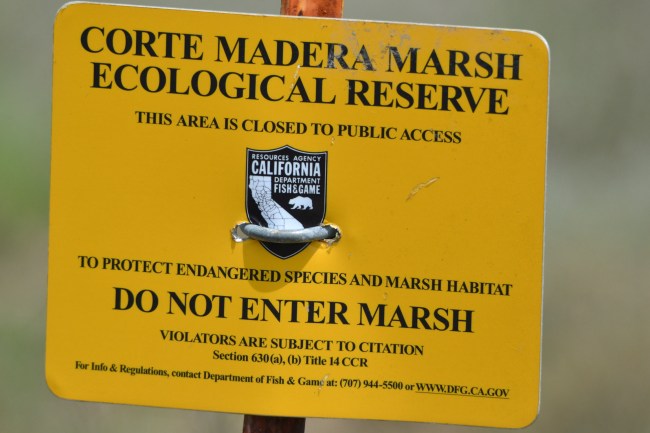 CORTE MADERA MARSH
ECOLOGICAL RESERVE
THIS AREA IS CLOSED TO PUBLIC ACCESS
RESOURCES AGENCY
CALIFORNIA
DEPARTMENT
FISH&GAME
TO PROTECT ENDANGERED SPECIES AND MARSH HABITAT
DO NOT ENTER MARSH
VIOLATORS ARE SUBJECT TO CITATION
Section 630(a), (b) Title 14 CCR
For Info & Regulations, contact Department of Fish & Game at: (707) 944-5500 or WWW.DFG.CA.GOV